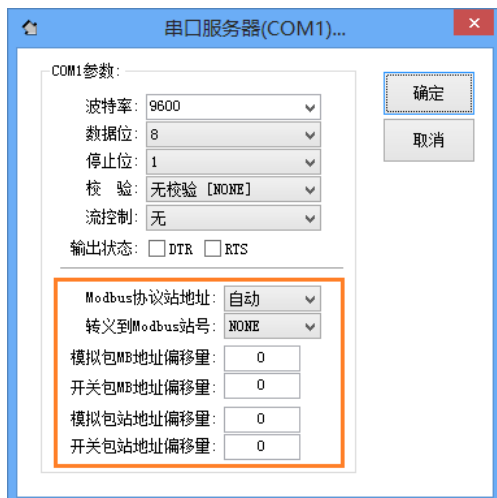 串口服务器(COM1)...
COM1参数:
波特率: 9600
数据位: 8
停止位: 1
校 验: 无校验 [NONE]
流控制: 无
输出状态: DTR RTS
Modbus协议站地址: 自动
转义到Modbus站号: NONE
模拟包MB地址偏移量: 0
开关包MB地址偏移量: 0
模拟包站地址偏移量: 0
开关包站地址偏移量: 0
确定
取消